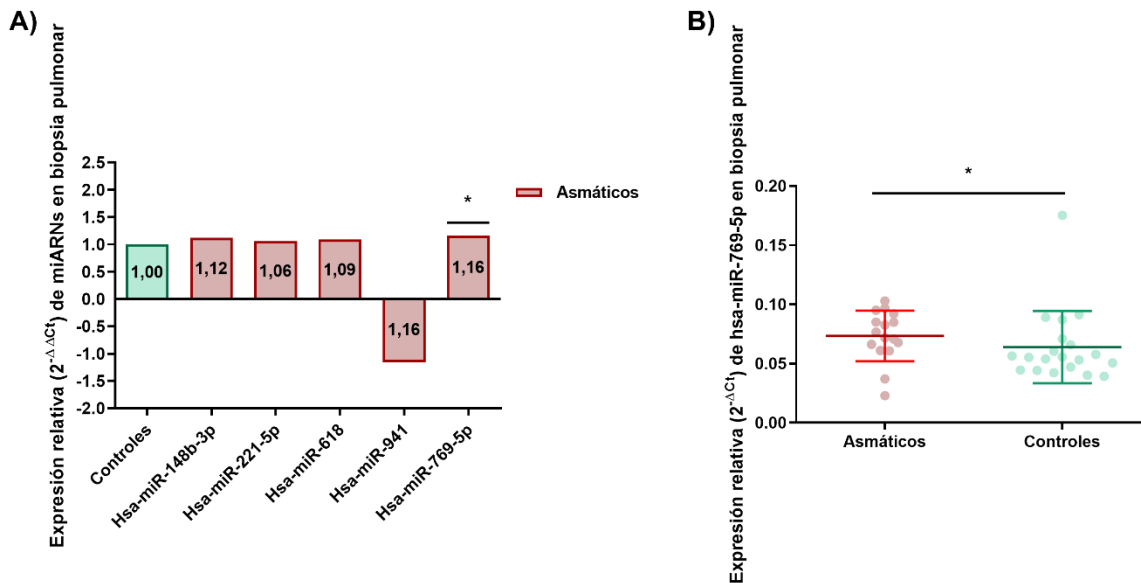 A)
Expresión relativa (2^-ΔΔCt) de miARNs en biopsia pulmonar
2.5
2.0
1.5
1.0
0.5
0.0
-0.5
-1.0
-1.5
-2.0
1,00
1,12
1,06
1,09
1,16
1,16
*
Asmáticos
Controles
Hsa-miR-148b-3p
Hsa-miR-221-5p
Hsa-miR-618
Hsa-miR-941
Hsa-miR-769-5p
B)
Expresión relativa (2^-ΔCt) de hsa-miR-769-5p en biopsia pulmonar
0.20
0.15
0.10
0.05
0.00
*
Asmáticos
Controles